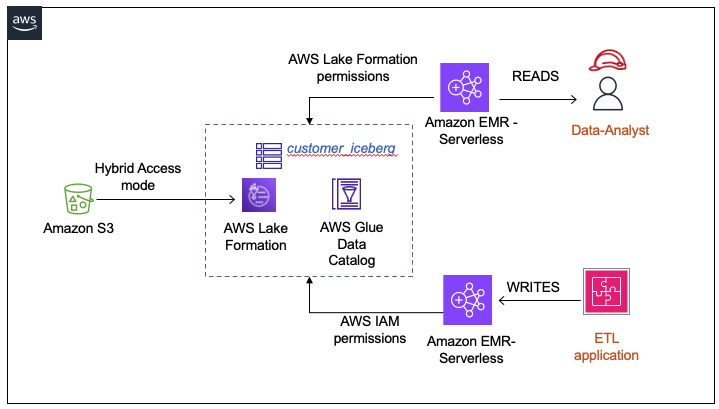 aws
AWS Lake Formation
permissions
READS
Amazon EMR -
Serverless
Data-Analyst
customer_iceberg
Hybrid Access
mode
Amazon S3
AWS Lake
Formation
AWS Glue
Data
Catalog
WRITES
AWS IAM
permissions
Amazon EMR-
Serverless
ETL
application